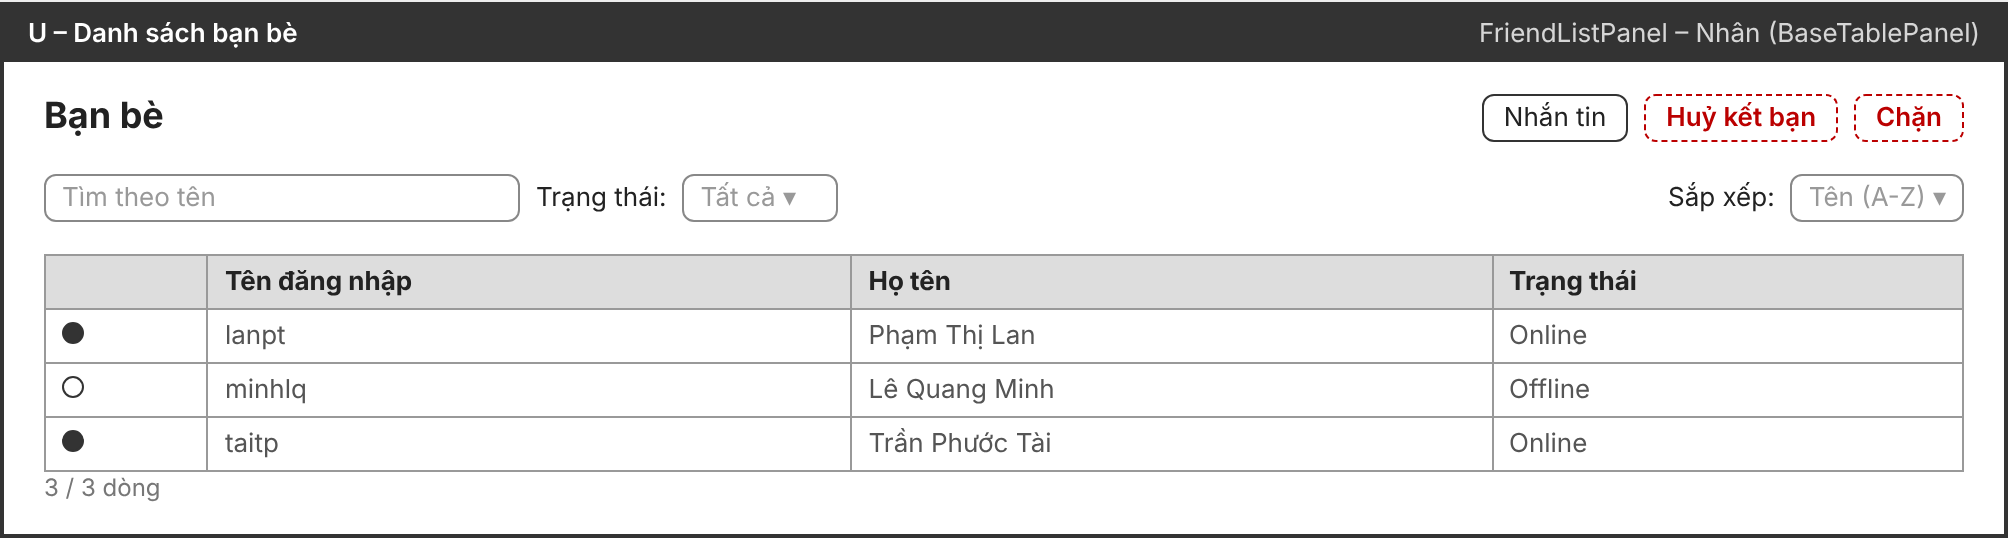 U – Danh sách bạn bè
FriendListPanel – Nhân (BaseTablePanel)
Bạn bè
Nhắn tin
Huỷ kết bạn
Chặn
Tìm theo tên
Trạng thái:
Tất cả ▾
Sắp xếp:
Tên (A-Z) ▾
Tên đăng nhập
Họ tên
Trạng thái
lanpt
Phạm Thị Lan
Online
minhlq
Lê Quang Minh
Offline
taitp
Trần Phước Tài
Online
3 / 3 dòng